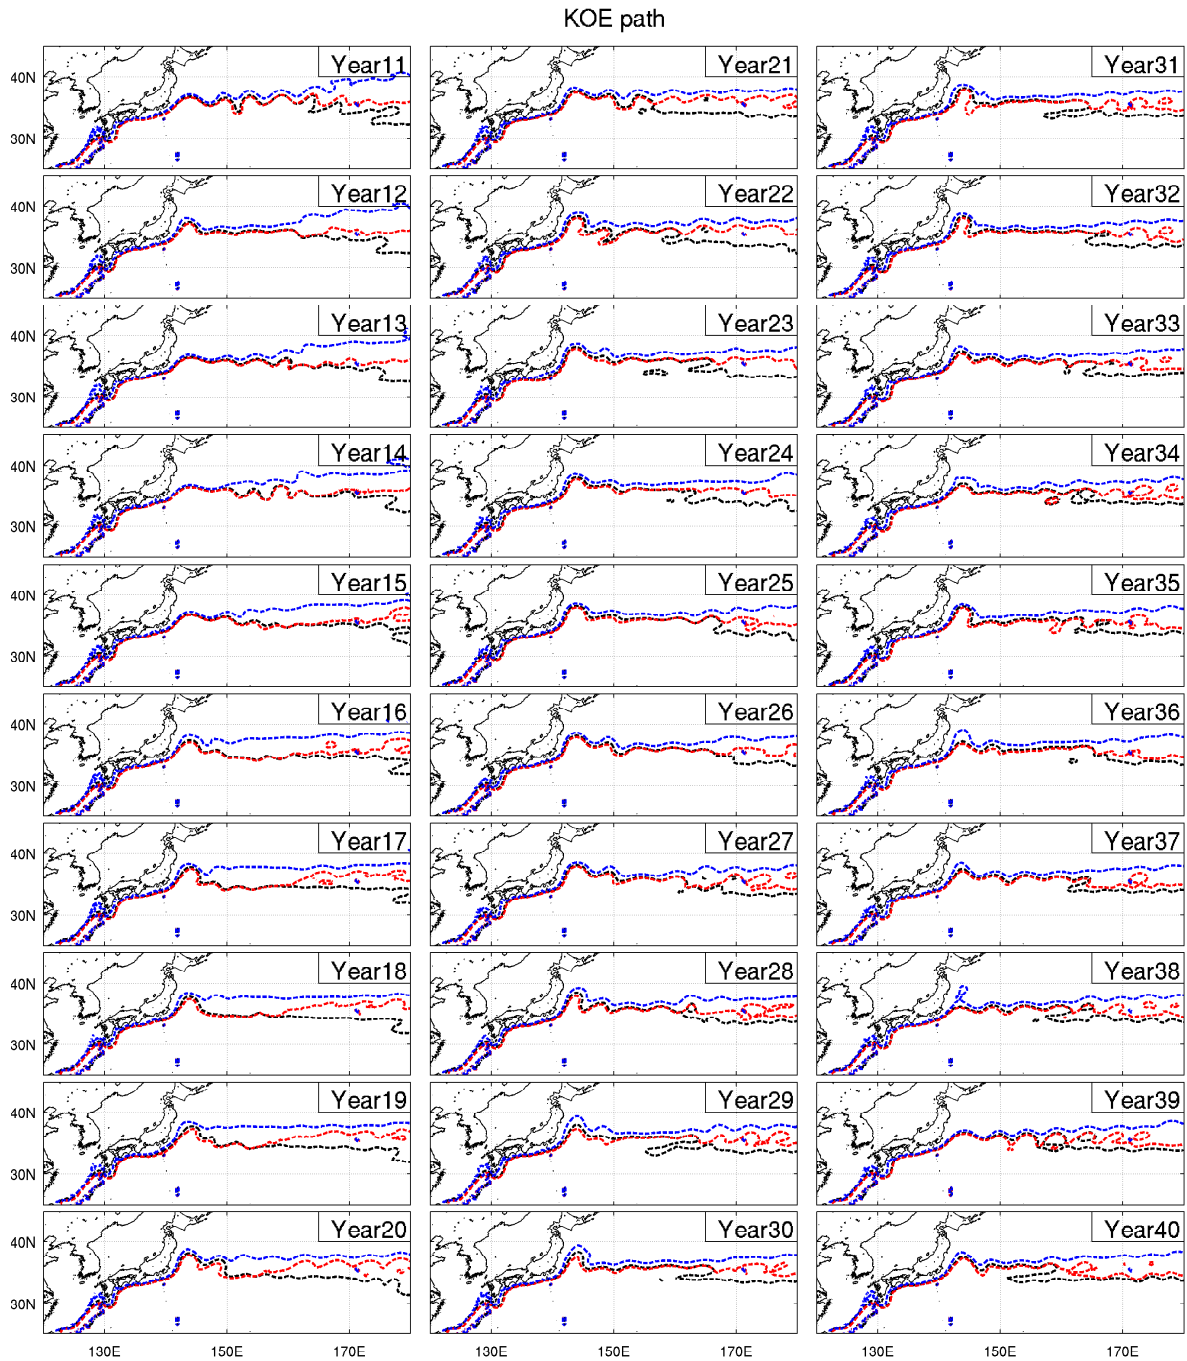 KOE path
Year11 Year21 Year31
40N
30N
Year12 Year22 Year32
40N
30N
Year13 Year23 Year33
40N
30N
Year14 Year24 Year34
40N
30N
Year15 Year25 Year35
40N
30N
Year16 Year26 Year36
40N
30N
Year17 Year27 Year37
40N
30N
Year18 Year28 Year38
40N
30N
Year19 Year29 Year39
40N
30N
Year20 Year30 Year40
40N
30N
130E 150E 170E 130E 150E 170E 130E 150E 170E